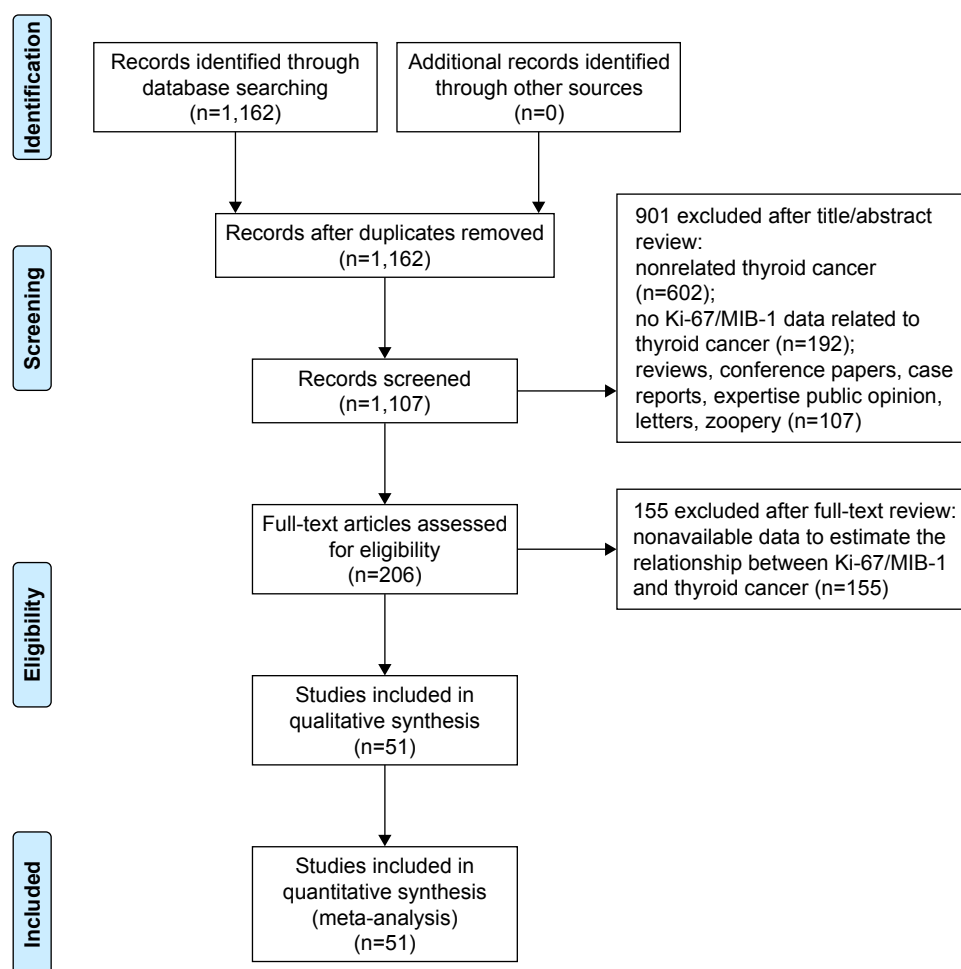 Identification
Records identified through
database searching
(n=1,162)
Additional records identified
through other sources
(n=0)
Records after duplicates removed
(n=1,162)
Screening
901 excluded after title/abstract
review:
nonrelated thyroid cancer
(n=602);
no Ki-67/MIB-1 data related to
thyroid cancer (n=192);
reviews, conference papers, case
reports, expertise public opinion,
letters, zoopery (n=107)
Records screened
(n=1,107)
Full-text articles assessed
for eligibility
(n=206)
155 excluded after full-text review:
nonavailable data to estimate the
relationship between Ki-67/MIB-1
and thyroid cancer (n=155)
Eligibility
Studies included in
qualitative synthesis
(n=51)
Included
Studies included in
quantitative synthesis
(meta-analysis)
(n=51)